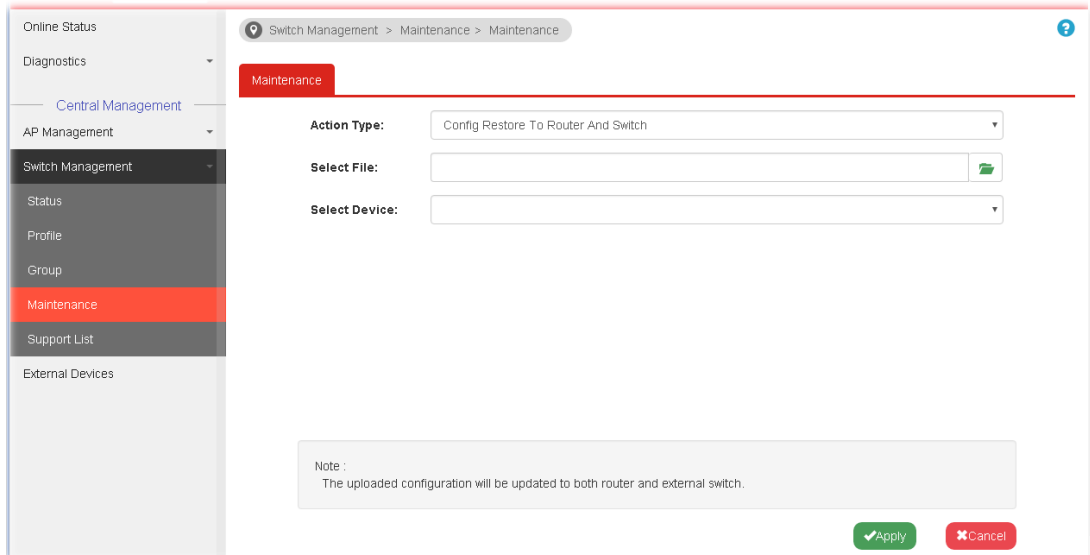 Online Status
Diagnostics
Central Management
AP Management
Switch Management
Status
Profile
Group
Maintenance
Support List
External Devices
Switch Management > Maintenance > Maintenance
?
Maintenance
Action Type: Config Restore To Router And Switch
Select File:
Select Device:
Note :
The uploaded configuration will be updated to both router and external switch.
Apply Cancel